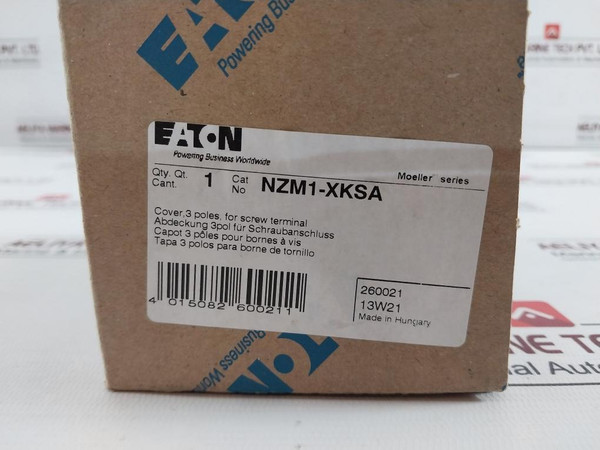 EATON
Powering Busi
EATON
Powering Business Worldwide
Moeller® series
Qty. Qt. Cant. 1 Cat No NZM1-XKSA
Cover,3 poles, for screw terminal
Abdeckung 3pol für Schraubanschluss
Capot 3 pôles pour bornes à vis
Tapa 3 polos para borne de tornillo
4 015082 600211
260021
13W21
Made in Hungary